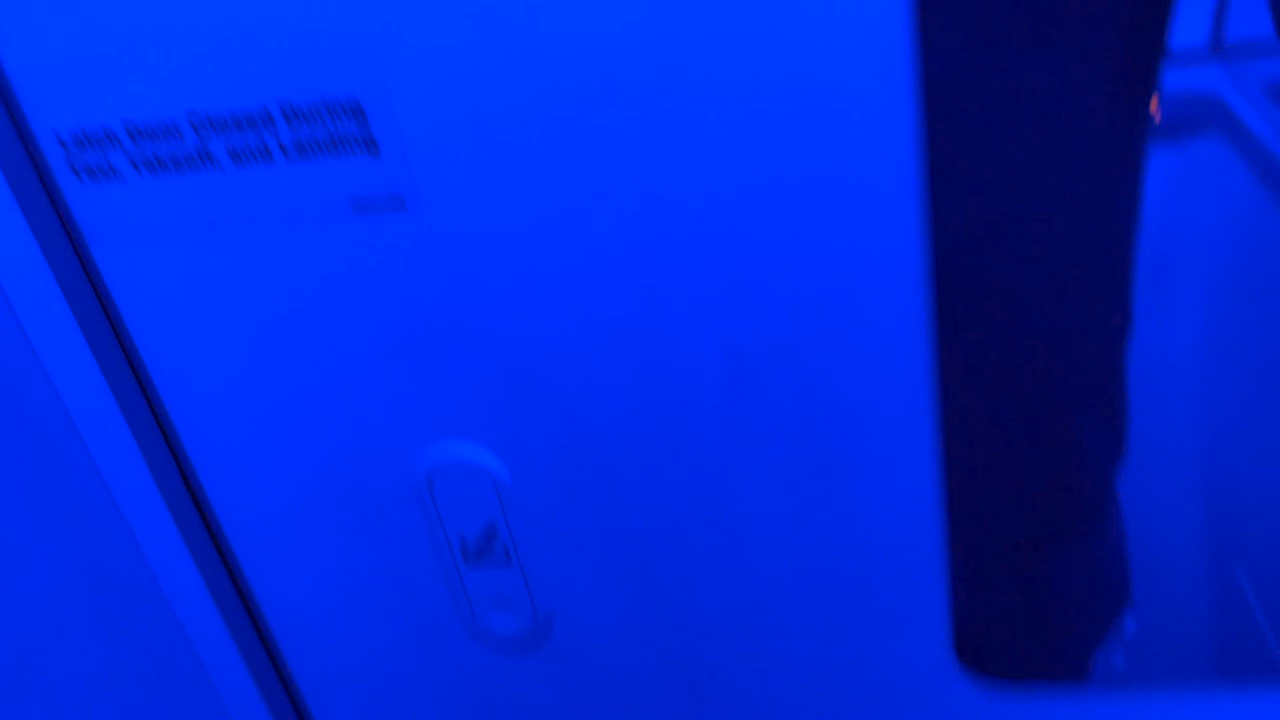 Latch Door Closed During
Taxi, Takeoff, and Landing